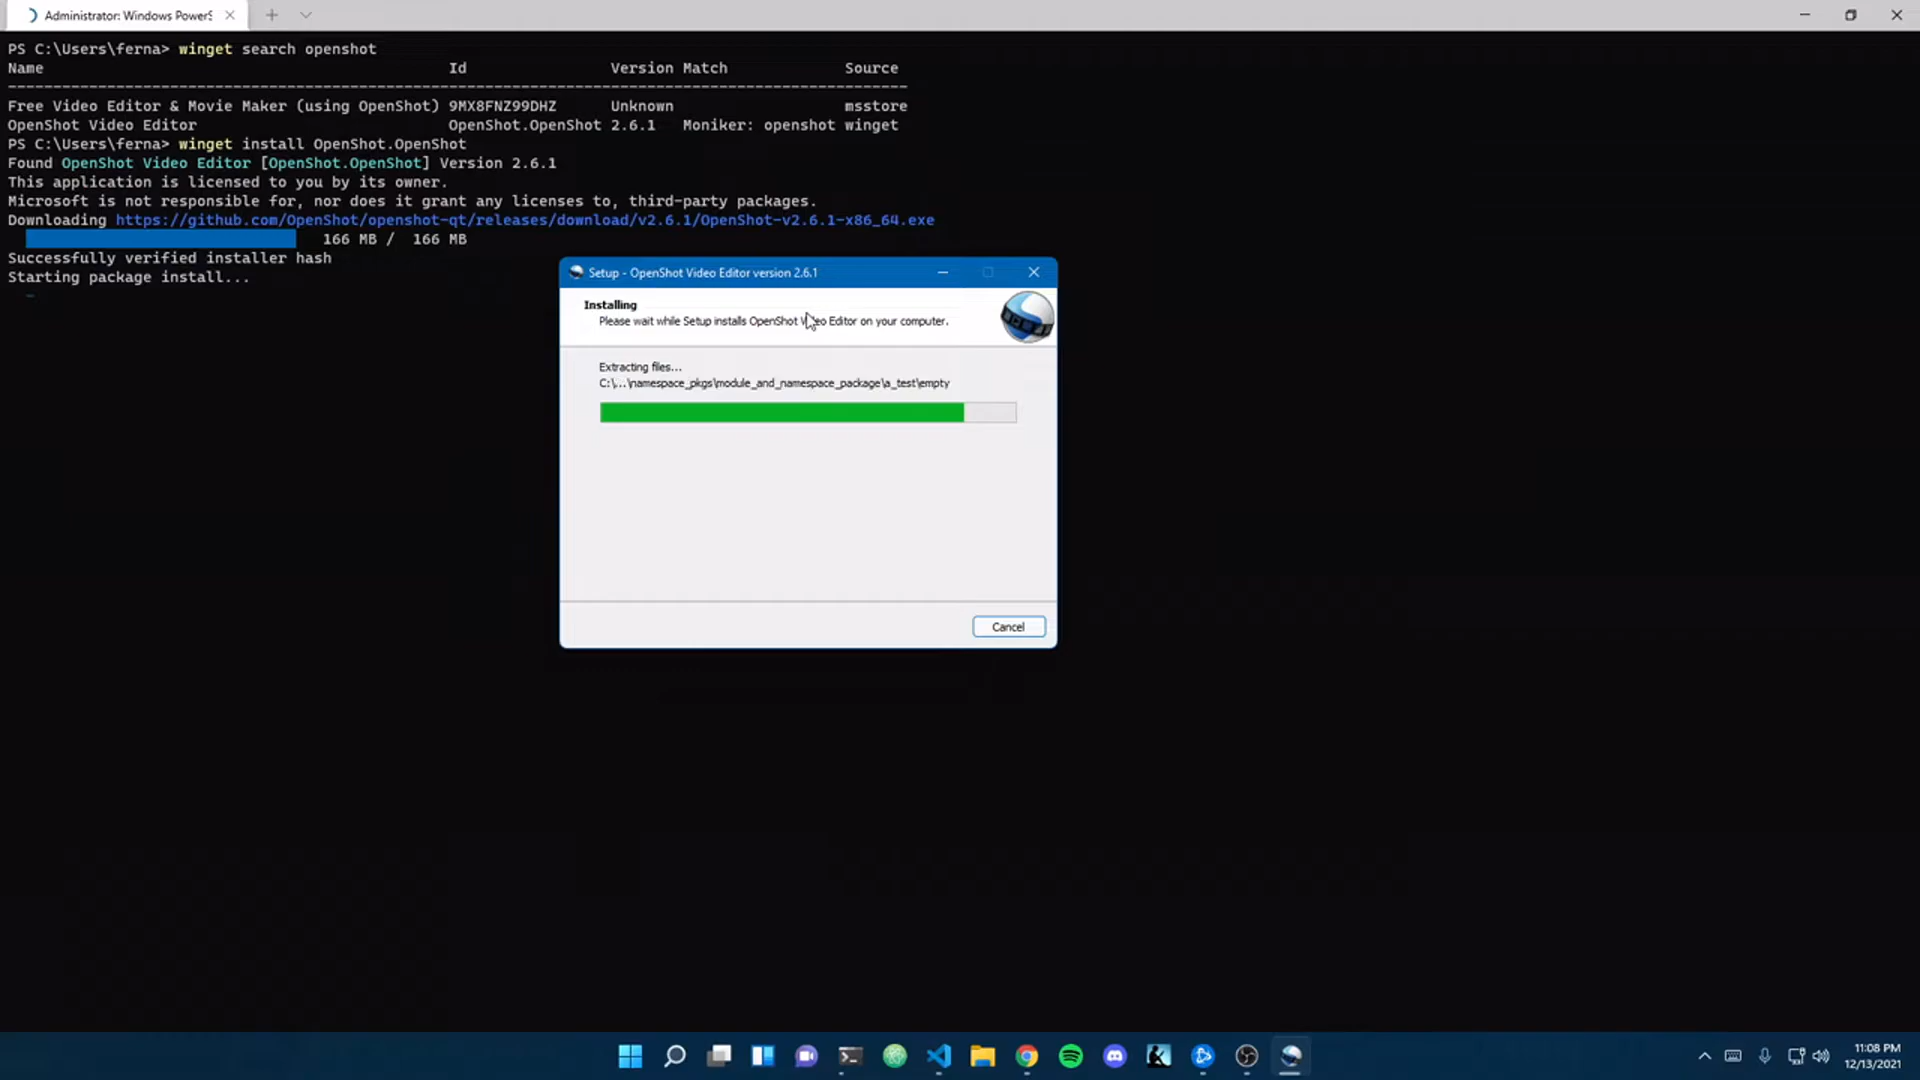 Administrator: Windows PowerS
PS C:\Users\ferna> winget search openshot
Name Id Version Match Source
Free Video Editor & Movie Maker (using OpenShot) 9MX8FNZ99DHZ Unknown msstore
OpenShot Video Editor OpenShot.OpenShot 2.6.1 Moniker: openshot winget
PS C:\Users\ferna> winget install OpenShot.OpenShot
Found OpenShot Video Editor [OpenShot.OpenShot] Version 2.6.1
This application is licensed to you by its owner.
Microsoft is not responsible for, nor does it grant any licenses to, third-party packages.
Downloading https://github.com/OpenShot/openshot-qt/releases/download/v2.6.1/OpenShot-v2.6.1-x86_64.exe
166 MB / 166 MB
Successfully verified installer hash
Starting package install...
Setup - OpenShot Video Editor version 2.6.1
Installing
Please wait while Setup installs OpenShot Video Editor on your computer.
Extracting files...
C:\...\namespace_pkgs\module_and_namespace_package\a_test\empty
Cancel
11:08 PM
12/13/2021